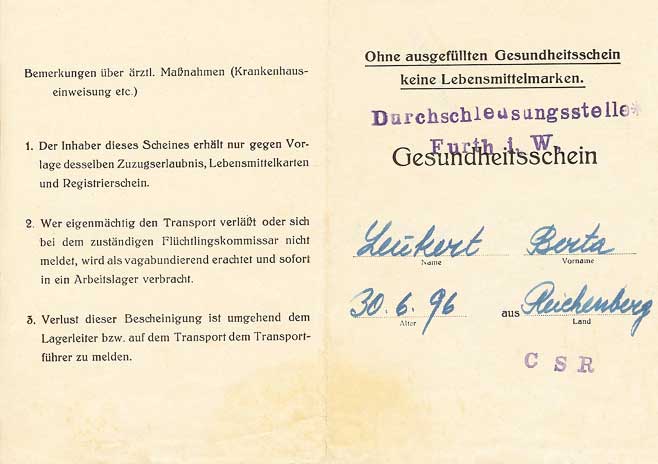 Bemerkungen über ärztl. Maßnahmen (Krankenhaus-
einweisung etc.)
1. Der Inhaber dieses Scheines erhält nur gegen Vor-
lage desselben Zuzugserlaubnis, Lebensmittelkarten
und Registrierschein.
2. Wer eigenmächtig den Transport verläßt oder sich
bei dem zuständigen Flüchtlingskommissar nicht
meldet, wird als vagabundierend erachtet und sofort
in ein Arbeitslager verbracht.
3. Verlust dieser Bescheinigung ist umgehend dem
Lagerleiter bzw. auf dem Transport dem Transport-
führer zu melden.
Ohne ausgefüllten Gesundheitsschein
keine Lebensmittelmarken.
Durchschleusungsstelle
Furth i. W.
Gesundheitsschein
Leukert Berta
Name Vorname
30. 6. 96 aus Reichenberg
Alter Land
C S R